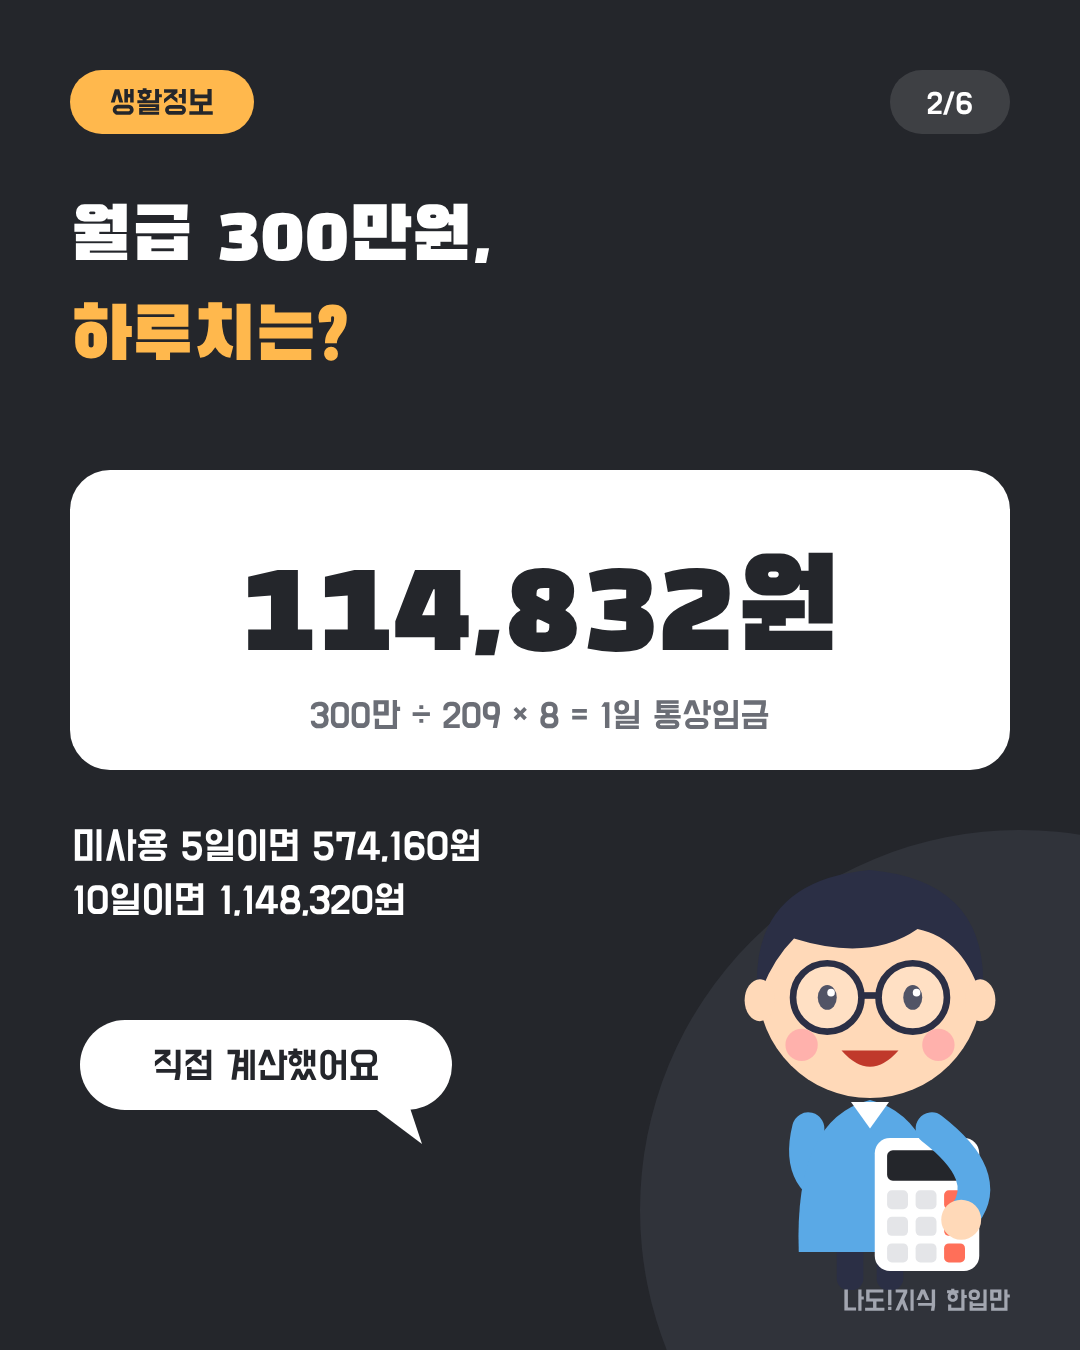 생활정보
2/6
월급 300만원,
하루치는?
114,832원
300만 ÷ 209 × 8 = 1일 통상임금
미사용 5일이면 574,160원
10일이면 1,148,320원
직접 계산했어요
나도!지식 한입만